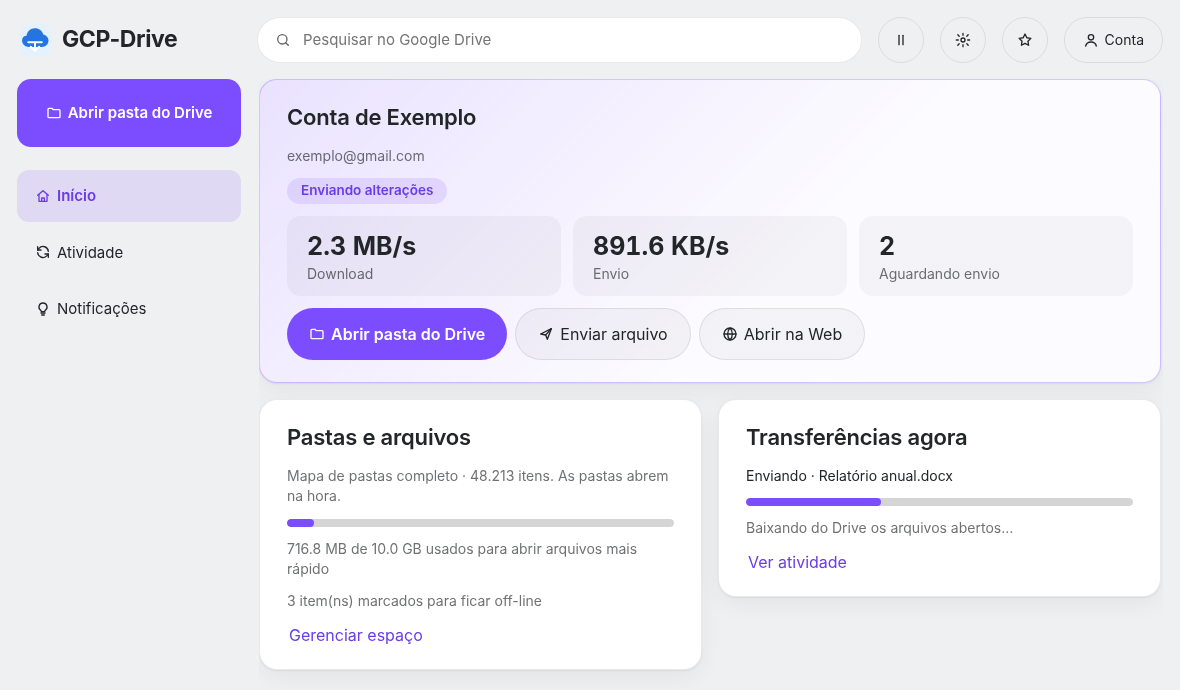 GCP-Drive
Pesquisar no Google Drive
Conta
Abrir pasta do Drive
Início
Atividade
Notificações
Conta de Exemplo
exemplo@gmail.com
Enviando alterações
2.3 MB/s
Download
891.6 KB/s
Envio
2
Aguardando envio
Abrir pasta do Drive
Enviar arquivo
Abrir na Web
Pastas e arquivos
Mapa de pastas completo · 48.213 itens. As pastas abrem
na hora.
716.8 MB de 10.0 GB usados para abrir arquivos mais
rápido
3 item(ns) marcados para ficar off-line
Gerenciar espaço
Transferências agora
Enviando · Relatório anual.docx
Baixando do Drive os arquivos abertos...
Ver atividade